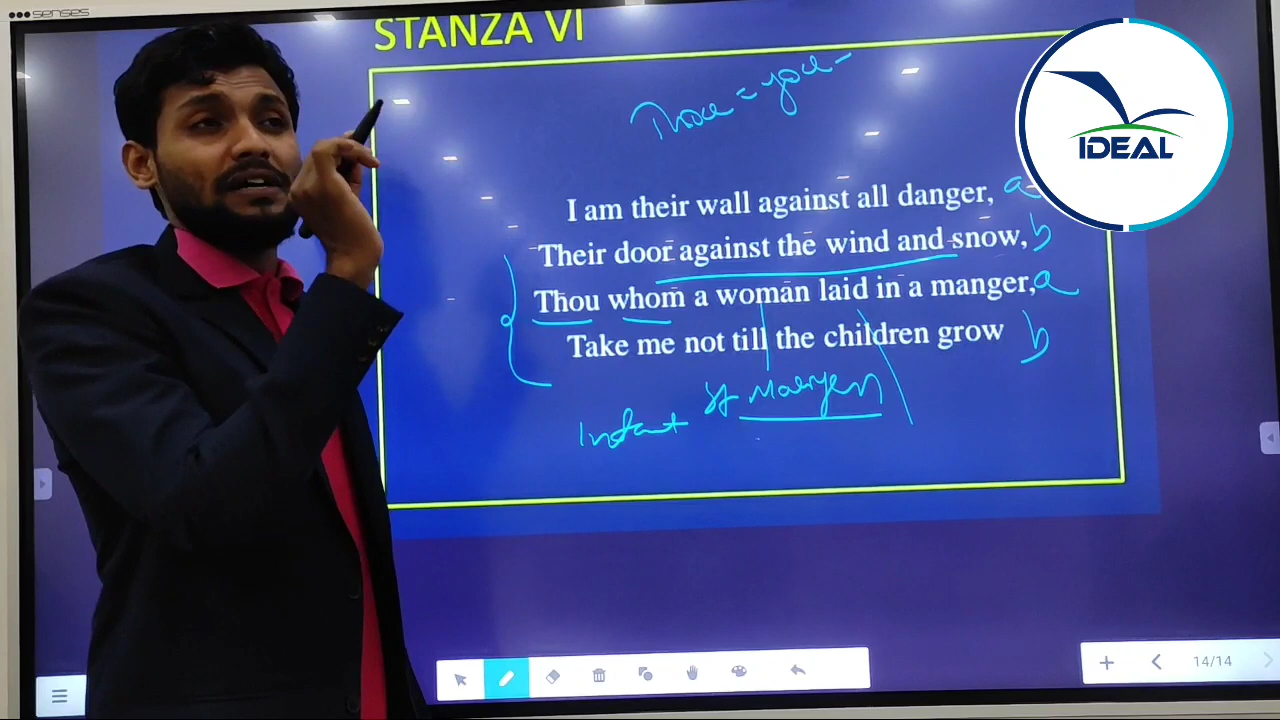 senses
STANZA VI
Thou = you
IDEAL
I am their wall against all danger, a
Their door against the wind and snow, b
Thou whom a woman laid in a manger, a
Take me not till the children grow b
Infant
14/14